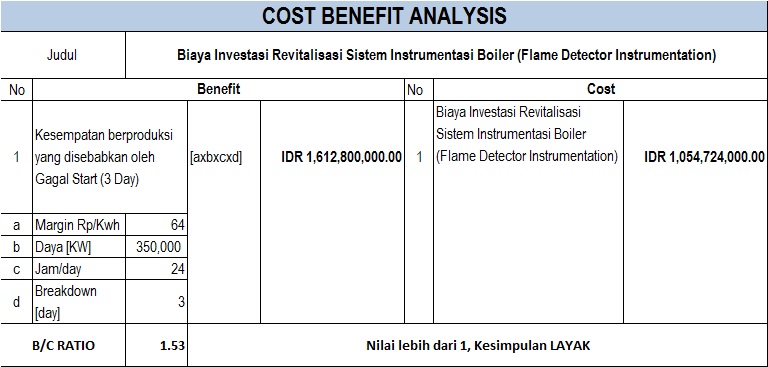 COST BENEFIT ANALYSIS
Judul Biaya Investasi Revitalisasi Sistem Instrumentasi Boiler (Flame Detector Instrumentation)
No Benefit No Cost
1 Kesempatan berproduksi
yang disebabkan oleh
Gagal Start (3 Day) [axbxcxd] IDR 1,612,800,000.00 1 Biaya Investasi Revitalisasi
Sistem Instrumentasi Boiler
(Flame Detector Instrumentation) IDR 1,054,724,000.00
a Margin Rp/Kwh 64
b Daya [KW] 350,000
c Jam/day 24
d Breakdown
[day] 3
B/C RATIO 1.53 Nilai lebih dari 1, Kesimpulan LAYAK